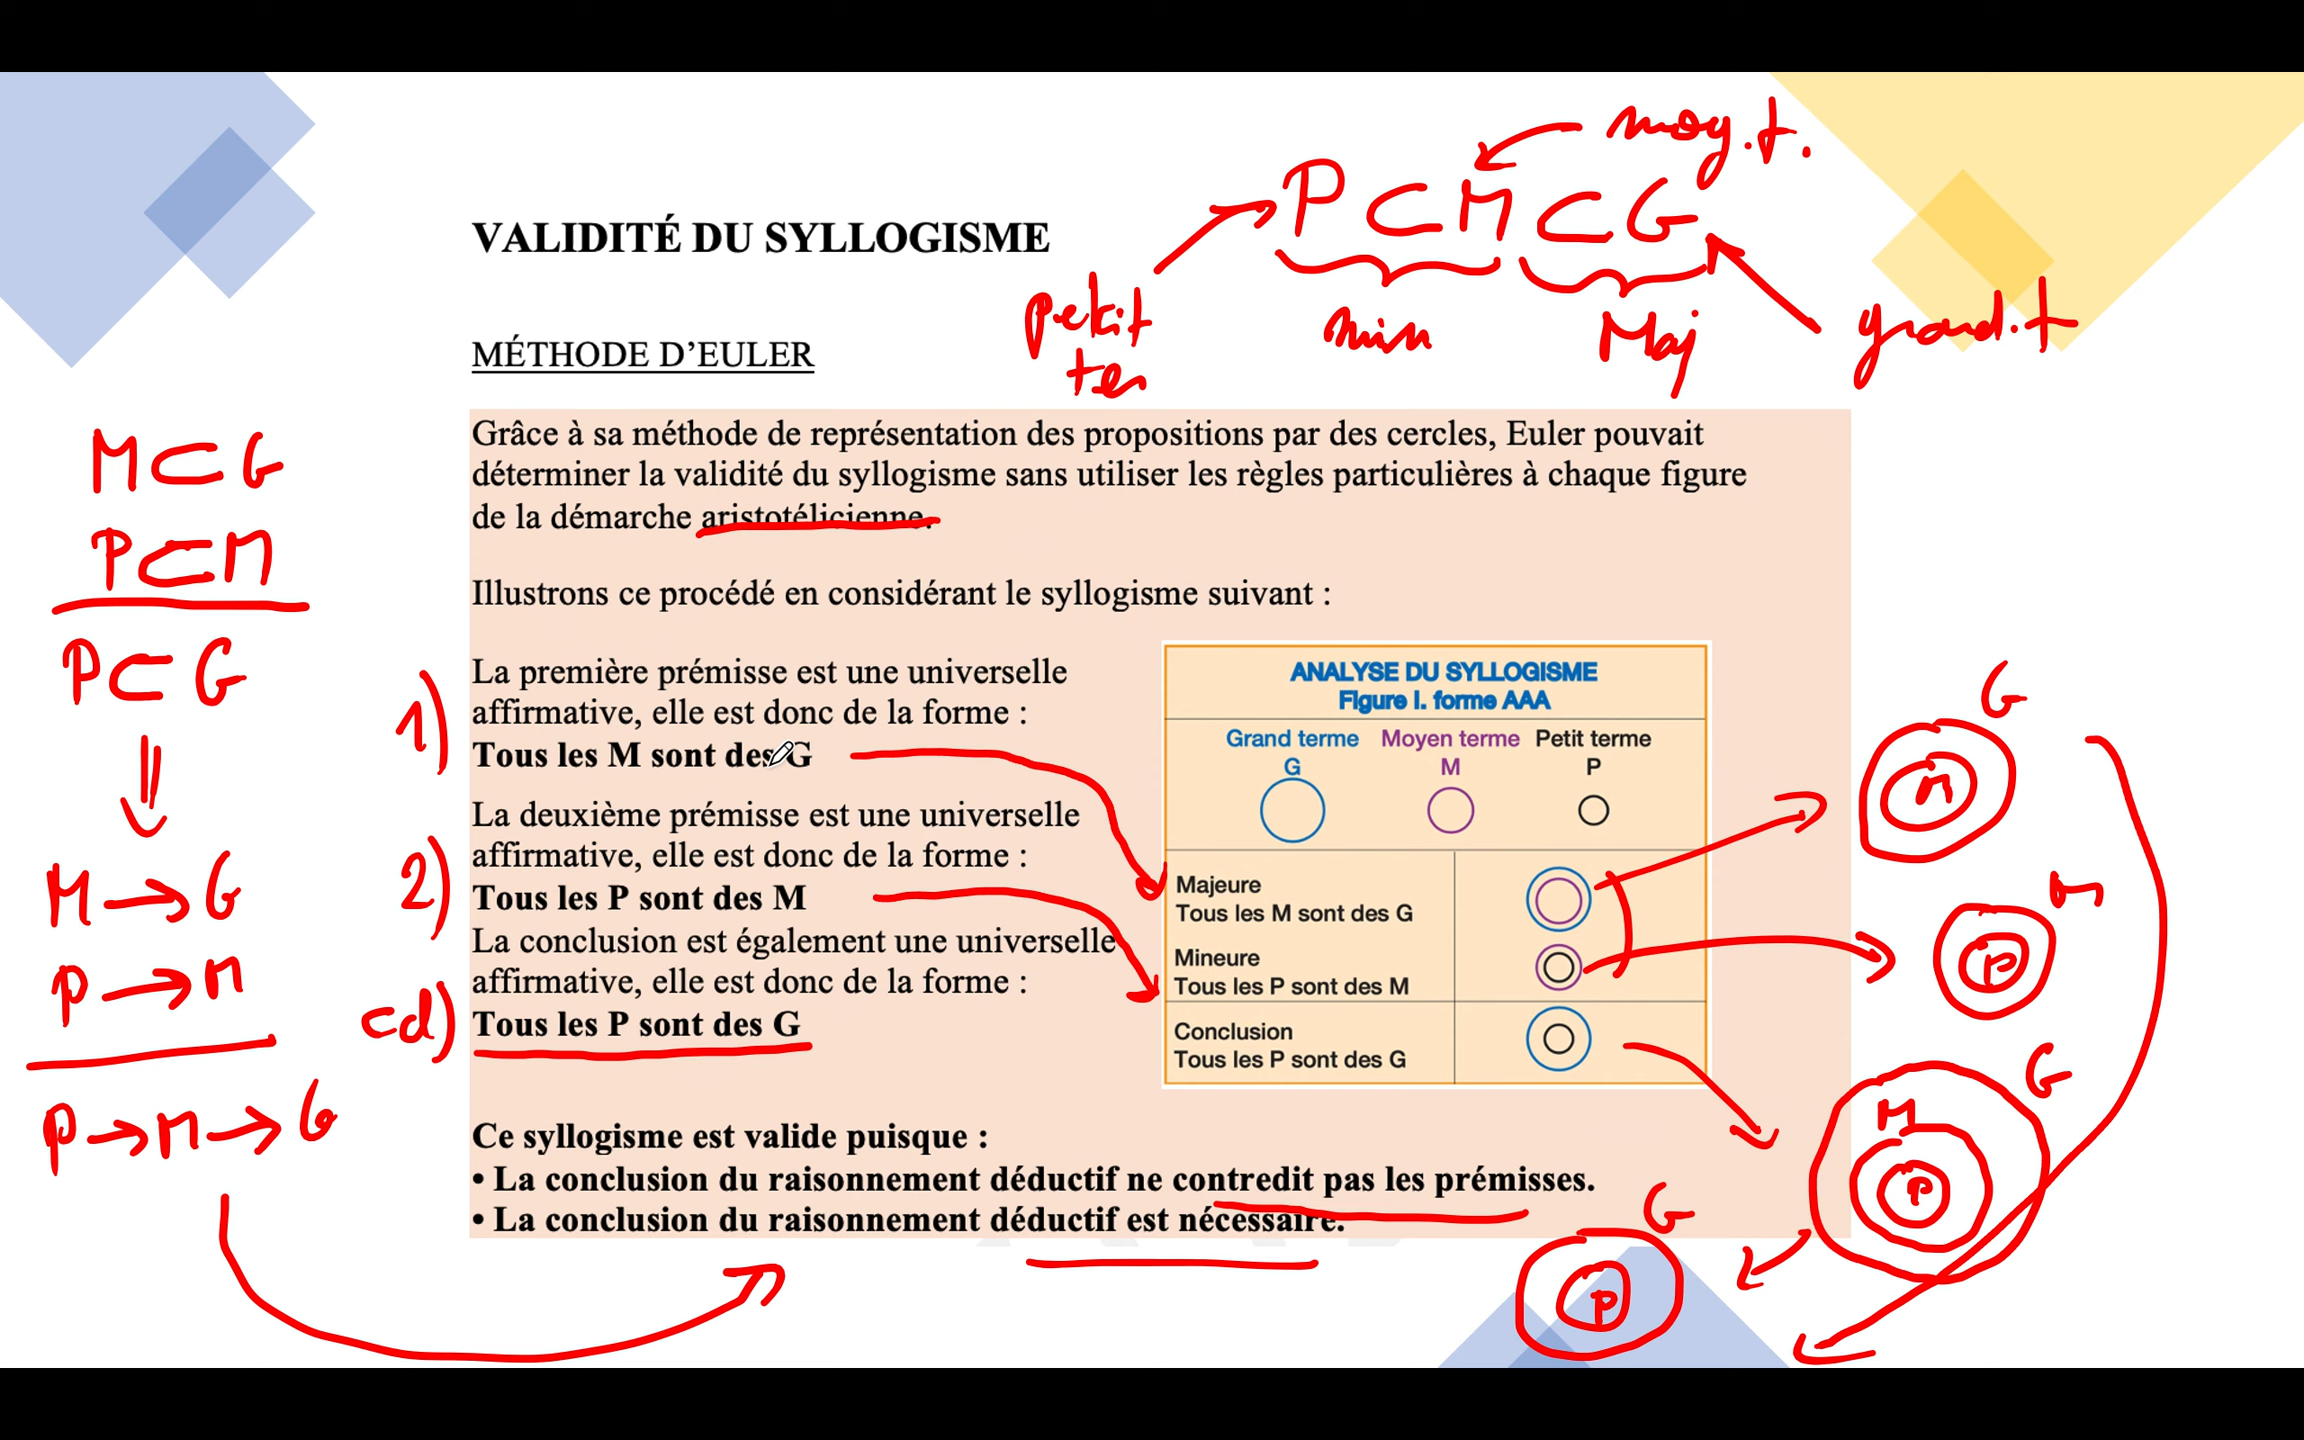 moy.t.
P ⊂ M ⊂ G
petit
ter
min
Maj
grand.t
VALIDITÉ DU SYLLOGISME
MÉTHODE D’EULER
Grâce à sa méthode de représentation des propositions par des cercles, Euler pouvait
déterminer la validité du syllogisme sans utiliser les règles particulières à chaque figure
de la démarche aristotélicienne.
Illustrons ce procédé en considérant le syllogisme suivant :
M ⊂ G
P ⊂ M
P ⊂ G
⇓
M → G
P → M
P → M → G
1)
La première prémisse est une universelle
affirmative, elle est donc de la forme :
Tous les M sont des G
2)
La deuxième prémisse est une universelle
affirmative, elle est donc de la forme :
Tous les P sont des M
cd)
La conclusion est également une universelle
affirmative, elle est donc de la forme :
Tous les P sont des G
ANALYSE DU SYLLOGISME
Figure I. forme AAA
Grand terme Moyen terme Petit terme
G M P
Majeure
Tous les M sont des G
Mineure
Tous les P sont des M
Conclusion
Tous les P sont des G
G
M
M
P
G
M
P
G
P
Ce syllogisme est valide puisque :
• La conclusion du raisonnement déductif ne contredit pas les prémisses.
• La conclusion du raisonnement déductif est nécessaire.